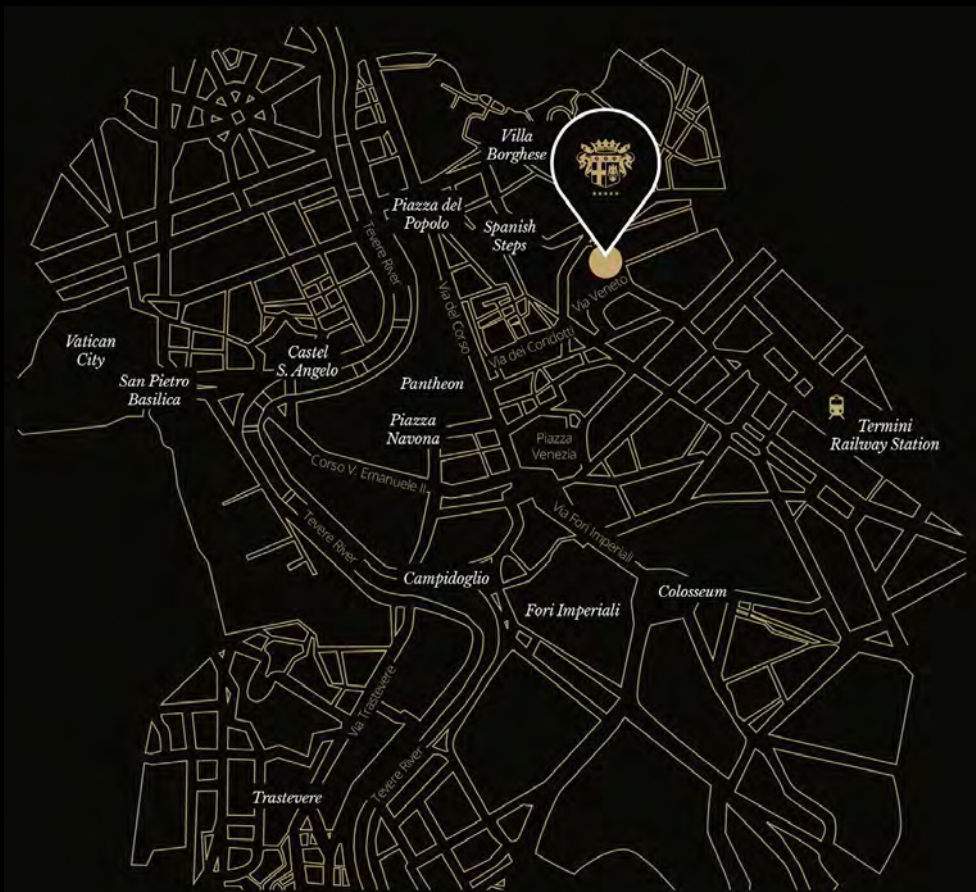 Villa
Borghese
Piazza del
Popolo
Spanish
Steps
Tevere River
Via del Corso
Via Veneto
Via dei Condotti
Vatican
City
San Pietro
Basilica
Castel
S. Angelo
Pantheon
Piazza
Navona
Piazza
Venezia
Termini
Railway Station
Corso V. Emanuele II
Tevere River
Via Fori Imperiali
Campidoglio
Fori Imperiali
Colosseum
Via Trastevere
Tevere River
Trastevere